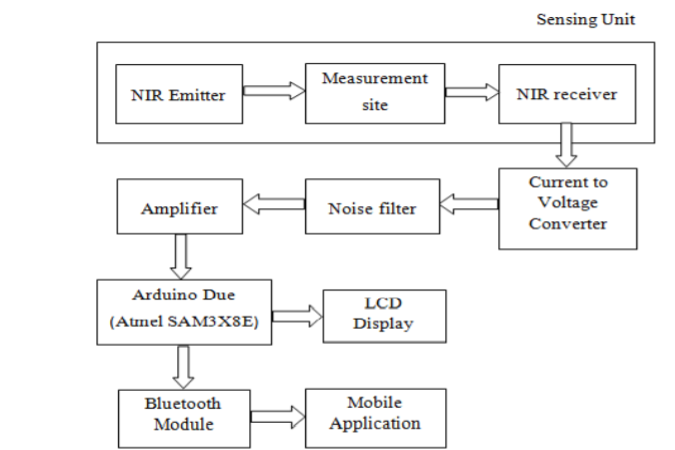 Sensing Unit
NIR Emitter
Measurement
site
NIR receiver
Current to
Voltage
Converter
Noise filter
Amplifier
Arduino Due
(Atmel SAM3X8E)
LCD
Display
Bluetooth
Module
Mobile
Application